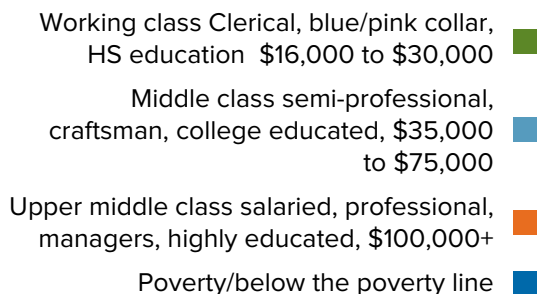 Working class Clerical, blue/pink collar,
HS education $16,000 to $30,000
Middle class semi-professional,
craftsman, college educated, $35,000
to $75,000
Upper middle class salaried, professional,
managers, highly educated, $100,000+
Poverty/below the poverty line